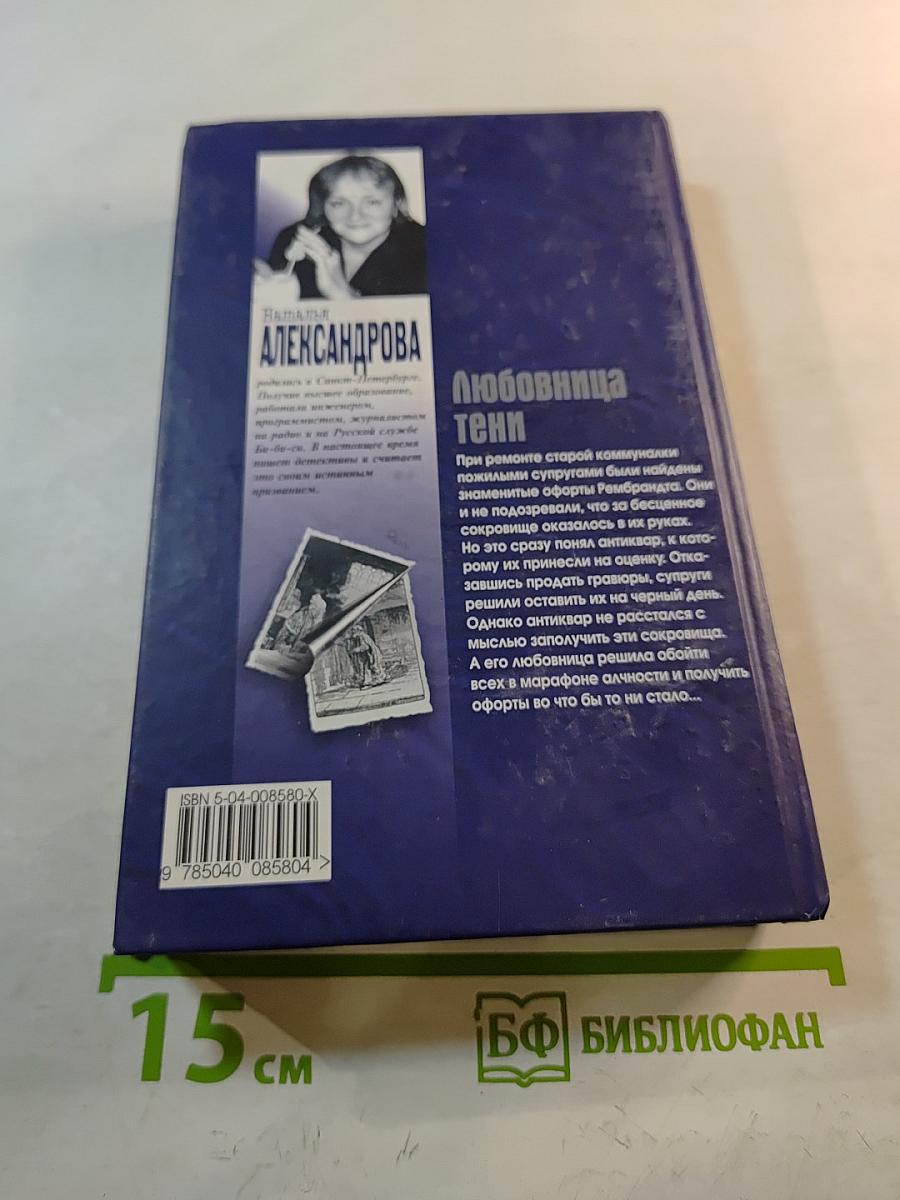 Наталья
АЛЕКСАНДРОВА
родилась в Санкт-Петербурге.
Получив высшее образование,
работала инженером,
программистом, журналистом
на радио и на Русской службе
Би-би-си. В настоящее время
пишет детективы и считает
это своим истинным
призванием.
Любовница
тени
При ремонте старой коммуналки
пожилыми супругами были найдены
знаменитые офорты Рембрандта. Они
и не подозревали, что за бесценное
сокровище оказалось в их руках.
Но это сразу понял антиквар, к кото-
рому их принесли на оценку. Отка-
завшись продать гравюры, супруги
решили оставить их на черный день.
Однако антиквар не расстался с
мыслью заполучить эти сокровища.
А его любовница решила обойти
всех в марафоне алчности и получить
офорты во что бы то ни стало...
ISBN 5-04-008580-X
9 785040 085804 >
15 см
БФ БИБЛИОФАН